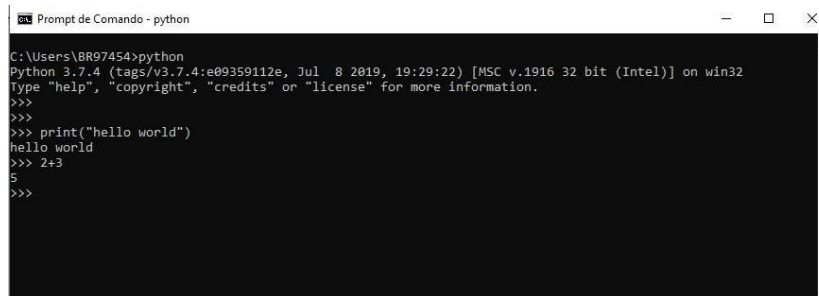 Prompt de Comando - python
C:\Users\BR97454>python
Python 3.7.4 (tags/v3.7.4:e09359112e, Jul  8 2019, 19:29:22) [MSC v.1916 32 bit (Intel)] on win32
Type "help", "copyright", "credits" or "license" for more information.
>>>
>>>
>>> print("hello world")
hello world
>>> 2+3
5
>>>